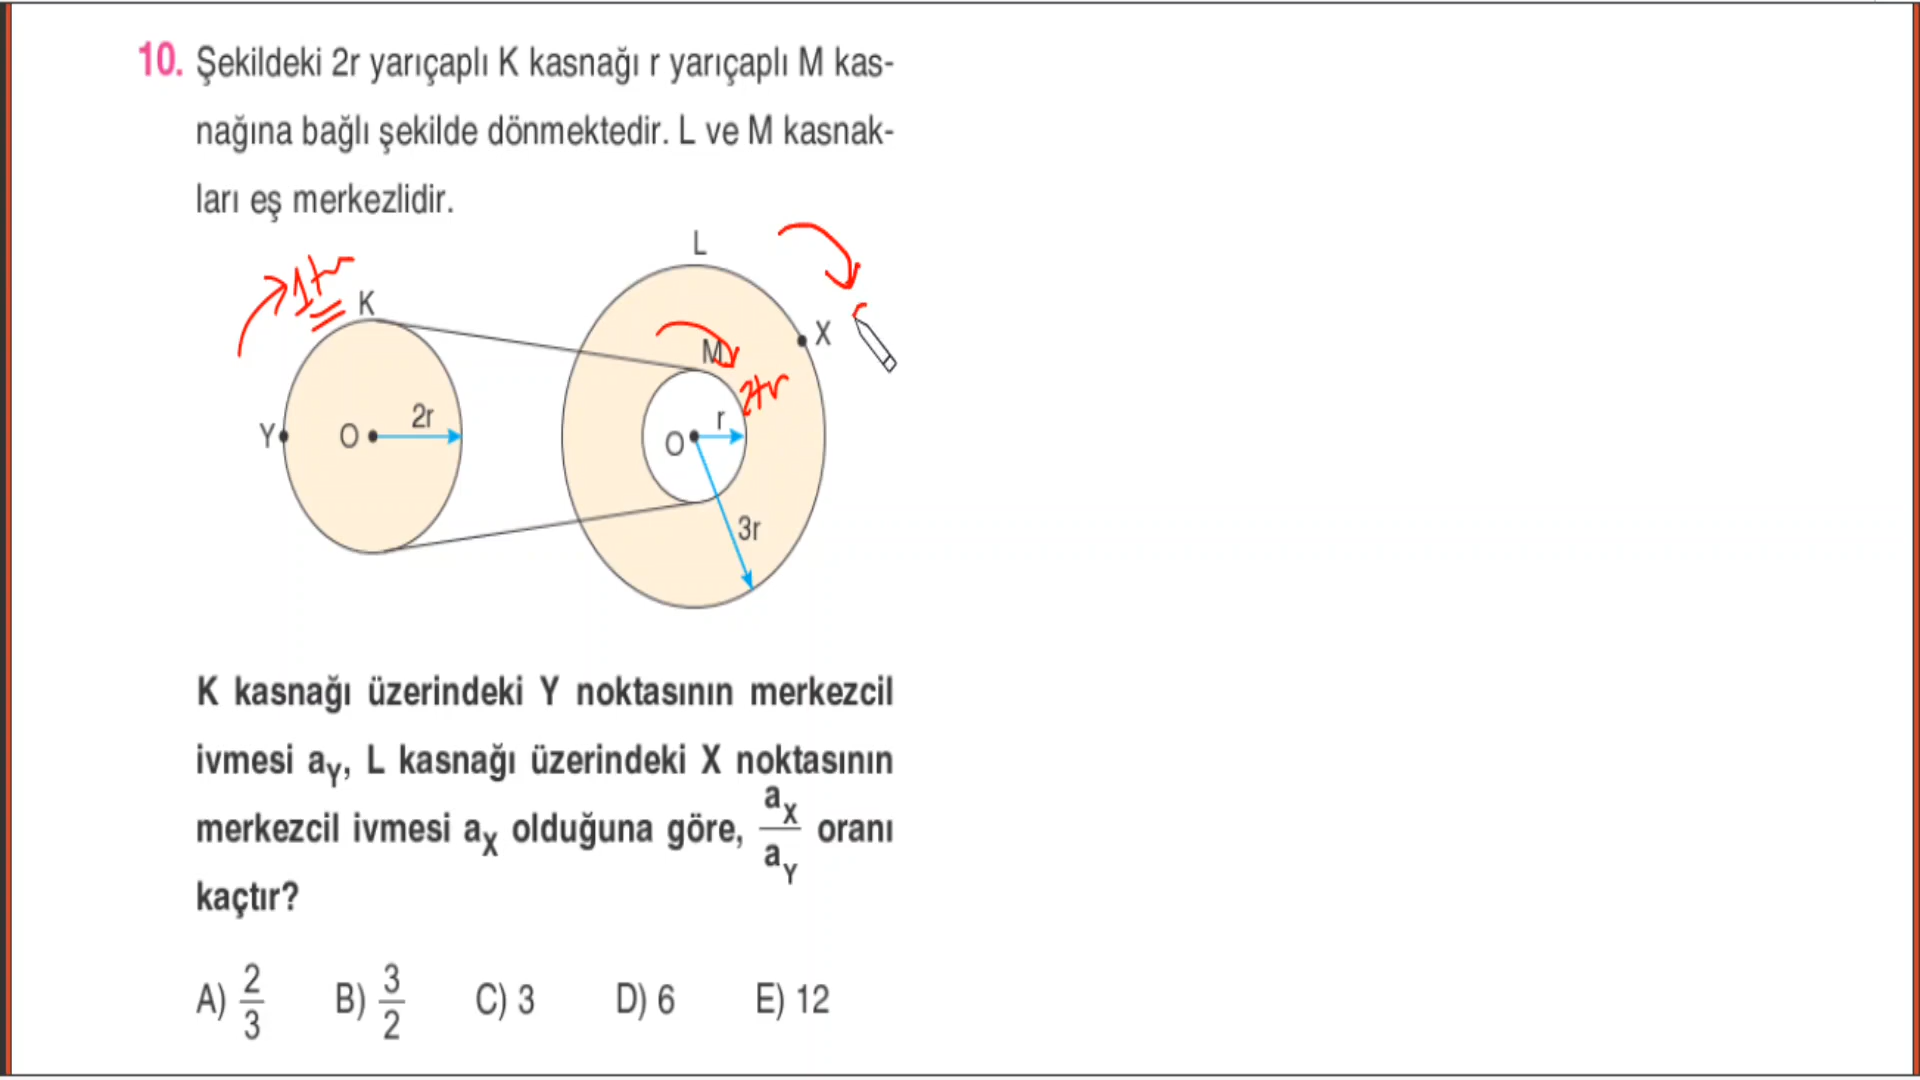 10. Şekildeki 2r yarıçaplı K kasnağı r yarıçaplı M kas-
nağına bağlı şekilde dönmektedir. L ve M kasnak-
ları eş merkezlidir.
L
1tr
K
X
M
2tr
Y
O
2r
O
r
3r
K kasnağı üzerindeki Y noktasının merkezcil
ivmesi aY, L kasnağı üzerindeki X noktasının
merkezcil ivmesi aX olduğuna göre, aX/aY oranı
kaçtır?
A) 2/3 B) 3/2 C) 3 D) 6 E) 12